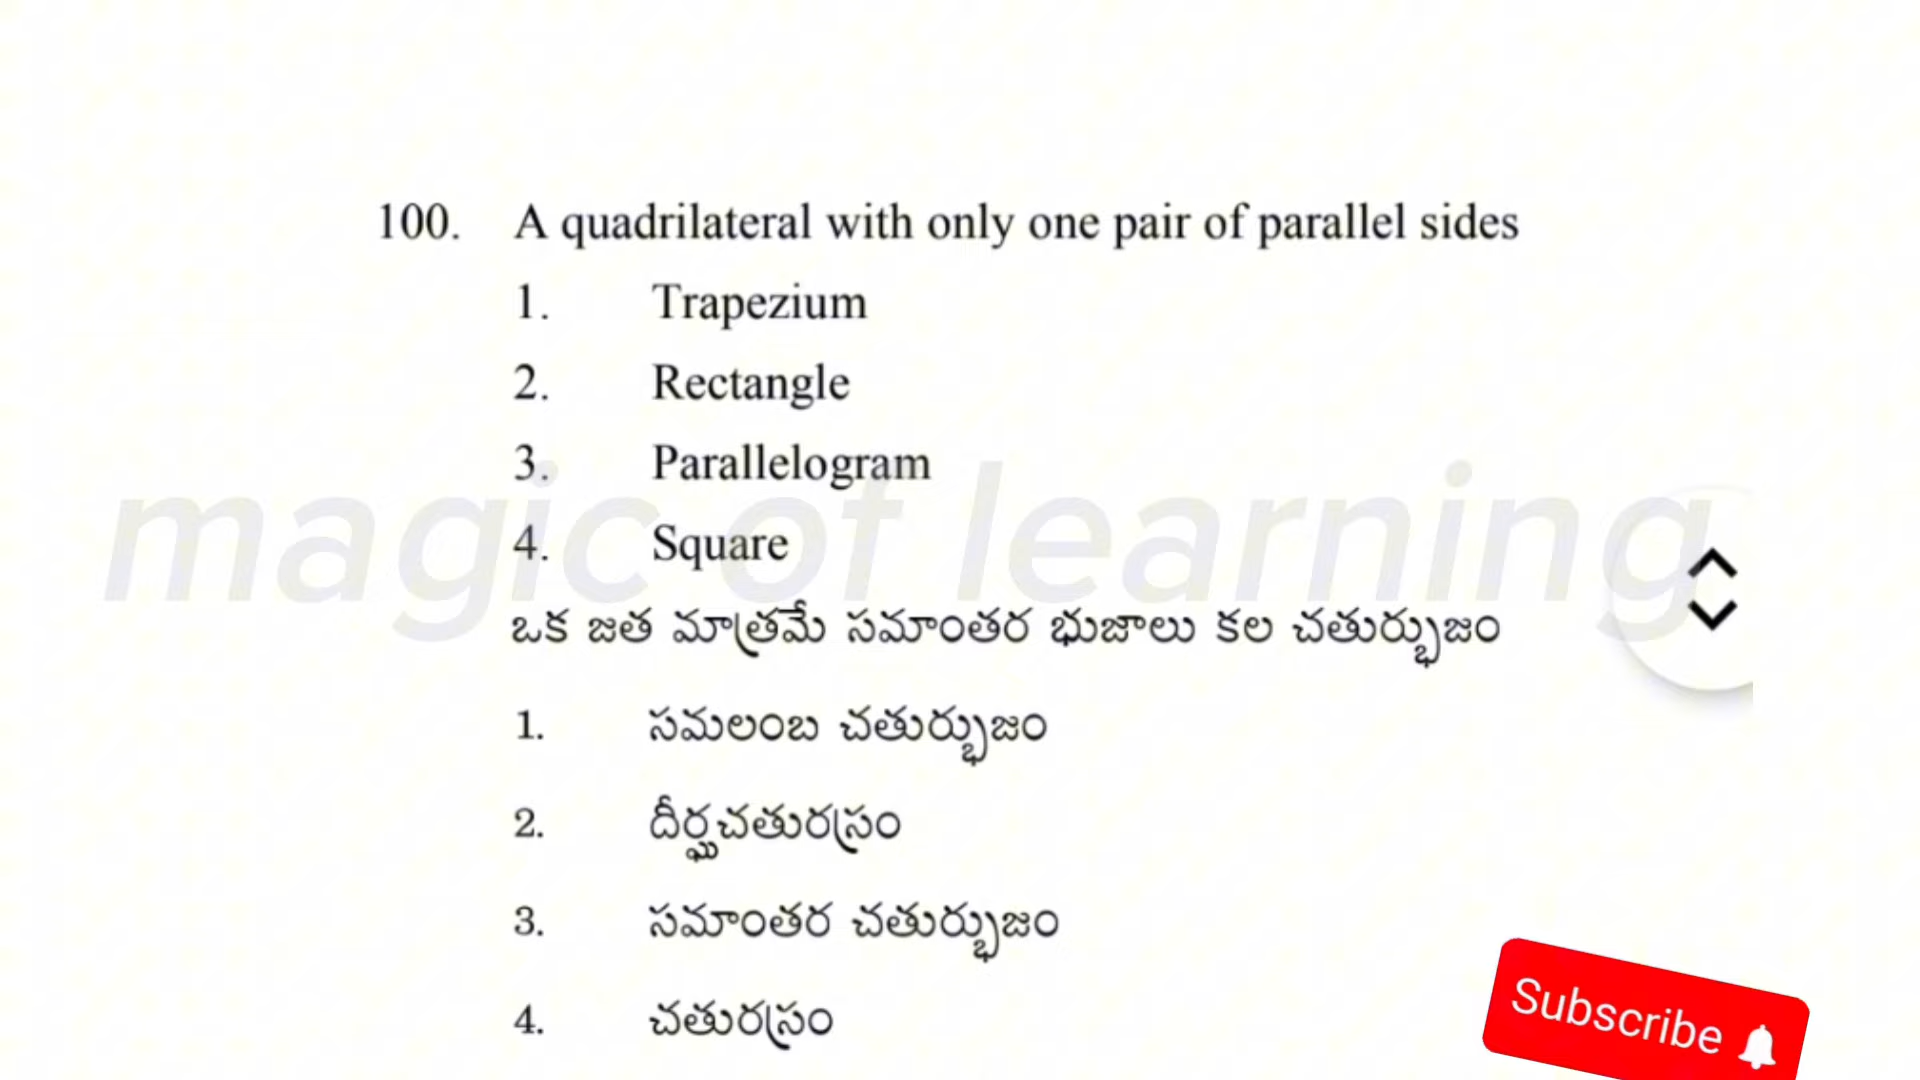 100. A quadrilateral with only one pair of parallel sides
1. Trapezium
2. Rectangle
3. Parallelogram
4. Square
magic of learning
ఒక జత మాత్రమే సమాంతర భుజాలు కల చతుర్భుజం
1. సమలంబ చతుర్భుజం
2. దీర్ఘచతురస్రం
3. సమాంతర చతుర్భుజం
4. చతురస్రం
Subscribe